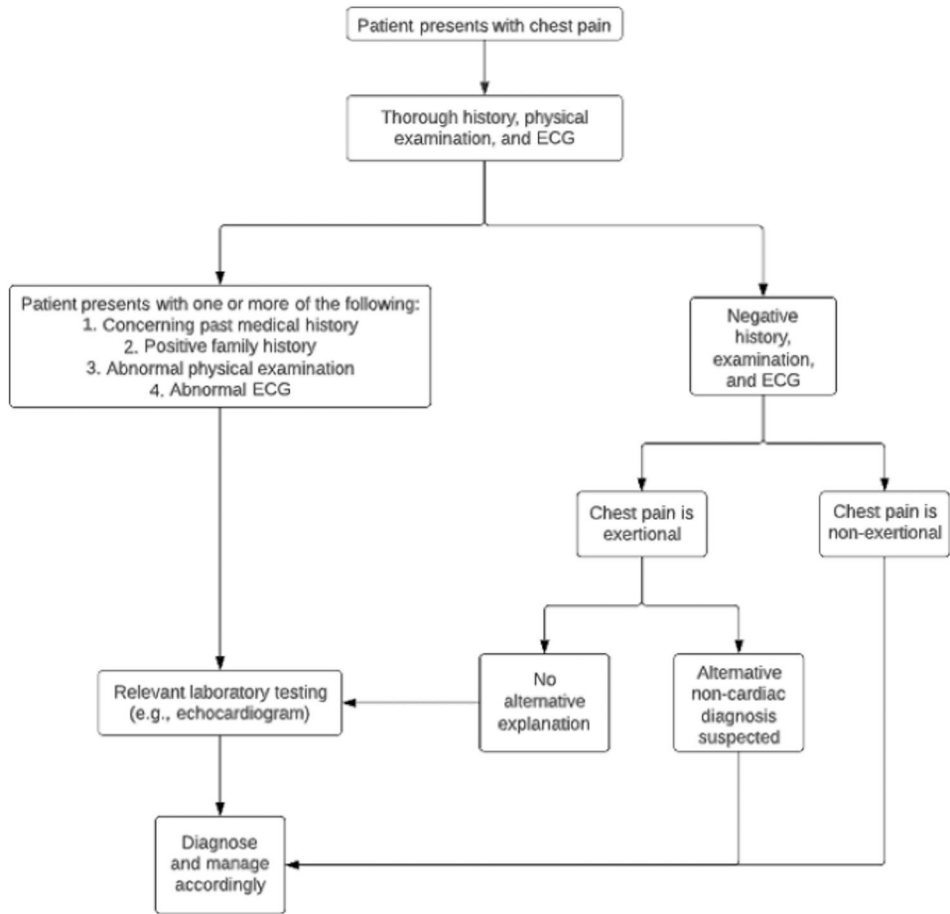 Patient presents with chest pain
Thorough history, physical
examination, and ECG
Patient presents with one or more of the following:
1. Concerning past medical history
2. Positive family history
3. Abnormal physical examination
4. Abnormal ECG
Negative
history,
examination,
and ECG
Chest pain is
exertional
Chest pain is
non-exertional
No
alternative
explanation
Alternative
non-cardiac
diagnosis
suspected
Relevant laboratory testing
(e.g., echocardiogram)
Diagnose
and manage
accordingly